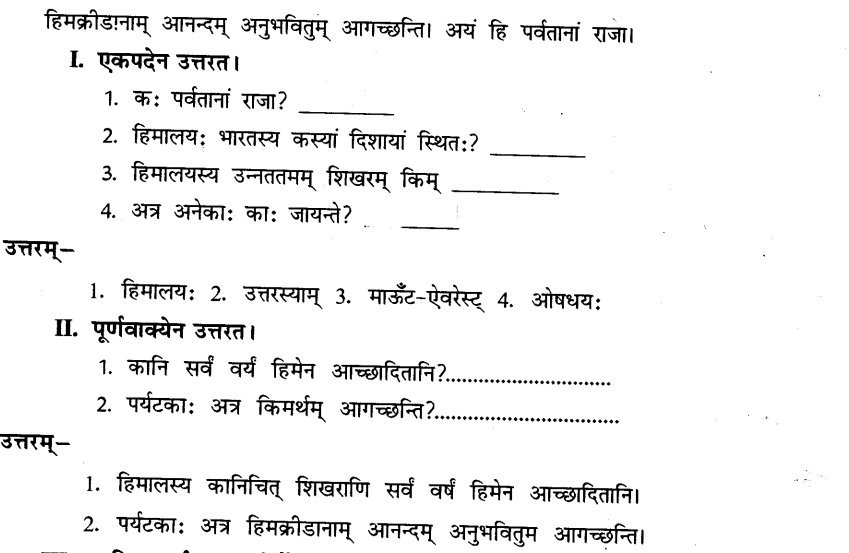 हिमक्रीडानाम् आनन्दम् अनुभवितुम् आगच्छन्ति। अयं हि पर्वतानां राजा।
I. एकपदेन उत्तरत।
1. कः पर्वतानां राजा? ________
2. हिमालयः भारतस्य कस्यां दिशायां स्थितः? ________
3. हिमालयस्य उन्नततमम् शिखरम् किम् ________
4. अत्र अनेकाः काः जायन्ते? ________
उत्तरम्–
1. हिमालयः 2. उत्तरस्याम् 3. माऊँट-ऐवरेस्ट् 4. ओषधयः
II. पूर्णवाक्येन उत्तरत।
1. कानि सर्वं वर्यं हिमेन आच्छादितानि?..............................
2. पर्यटकाः अत्र किमर्थम् आगच्छन्ति?..................................
उत्तरम्–
1. हिमालस्य कानिचित् शिखराणि सर्वं वर्षं हिमेन आच्छादितानि।
2. पर्यटकाः अत्र हिमक्रीडानाम् आनन्दम् अनुभवितुम आगच्छन्ति।